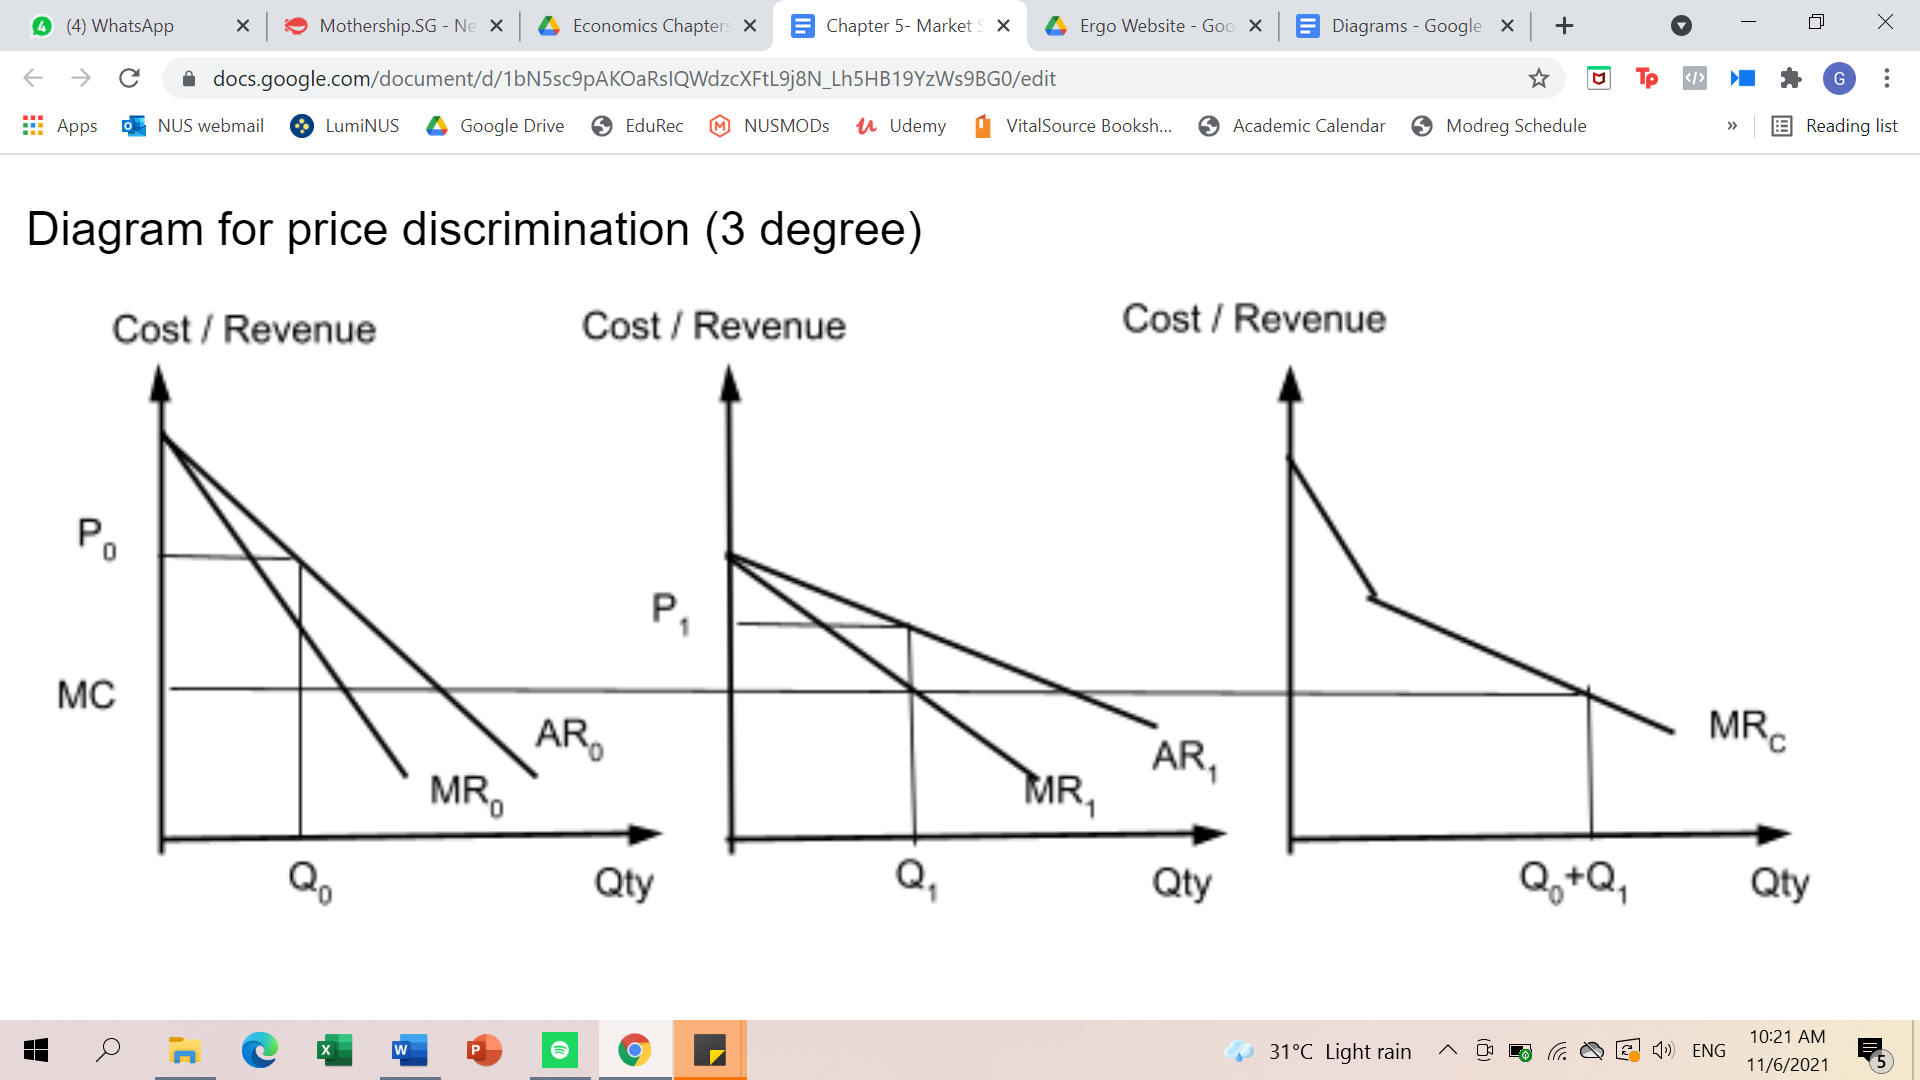 (4) WhatsApp
Mothership.SG - Ne
Economics Chapters
Chapter 5- Market S
Ergo Website - Goo
Diagrams - Google
docs.google.com/document/d/1bN5sc9pAKOaRsIQWdzcXFtL9j8N_Lh5HB19YzWs9BG0/edit
G
Apps
NUS webmail
LumiNUS
Google Drive
EduRec
NUSMODs
Udemy
VitalSource Booksh...
Academic Calendar
Modreg Schedule
»
Reading list
Diagram for price discrimination (3 degree)
Cost / Revenue
Cost / Revenue
Cost / Revenue
P0
P1
MC
AR0
MR0
AR1
MR1
MRC
Q0
Qty
Q1
Qty
Q0+Q1
Qty
31°C Light rain
ENG
10:21 AM
11/6/2021
5